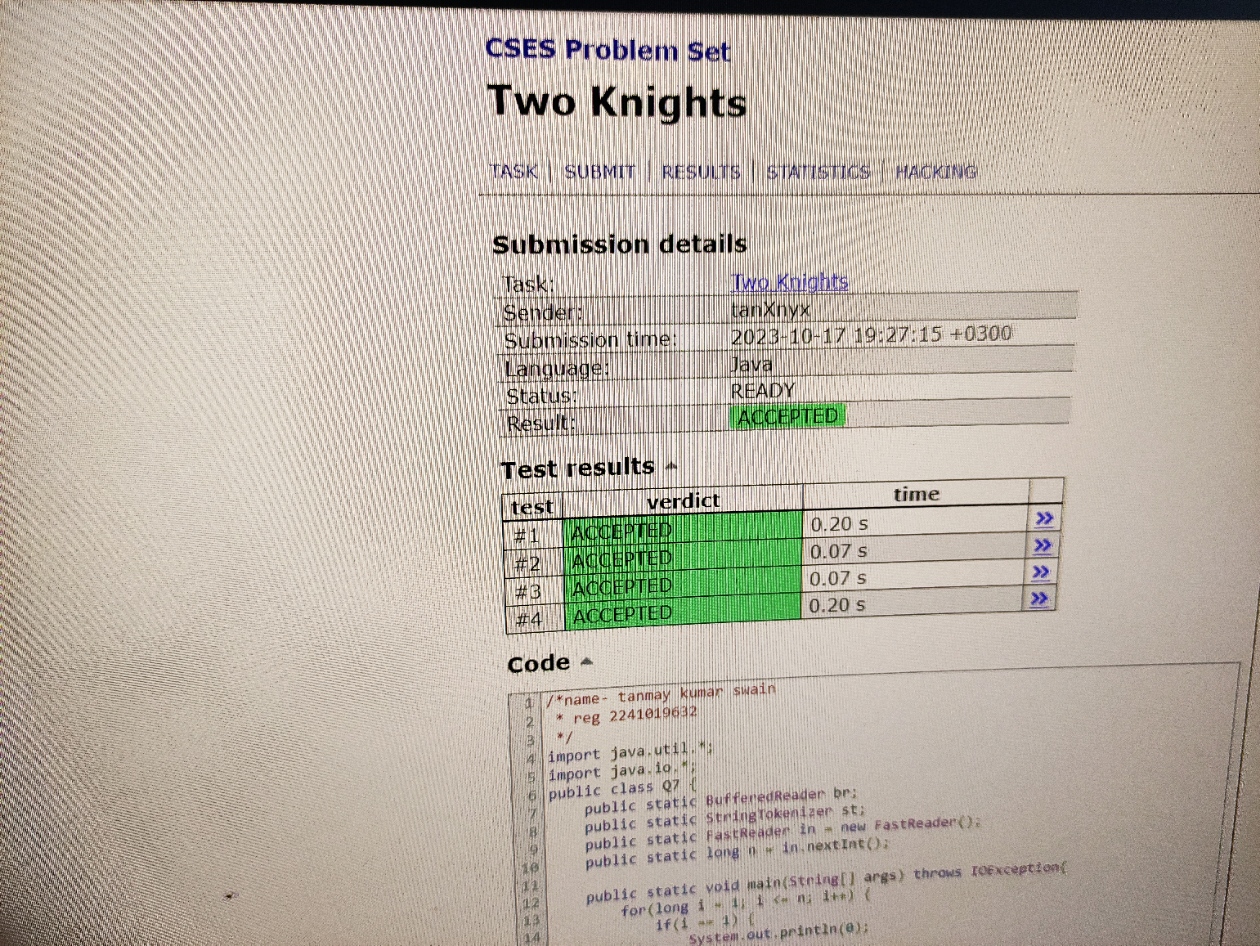 CSES Problem Set
Two Knights
TASK | SUBMIT | RESULTS | STATISTICS | HACKING
Submission details
Task: Two Knights
Sender: tanXnyx
Submission time: 2023-10-17 19:27:15 +0300
Language: Java
Status: READY
Result: ACCEPTED
Test results
test verdict time
#1 ACCEPTED 0.20 s »
#2 ACCEPTED 0.07 s »
#3 ACCEPTED 0.07 s »
#4 ACCEPTED 0.20 s »
Code
1 /*name- tanmay kumar swain
2 * reg 2241019632
3 */
4 import java.util.*;
5 import java.io.*;
6 public class Q7 {
7 public static BufferedReader br;
8 public static StringTokenizer st;
9 public static FastReader in = new FastReader();
10 public static long n = in.nextInt();
11
12 public static void main(String[] args) throws IOException{
13 for(long i = 1; i <= n; i++) {
14 if(i == 1) {
System.out.println(0);